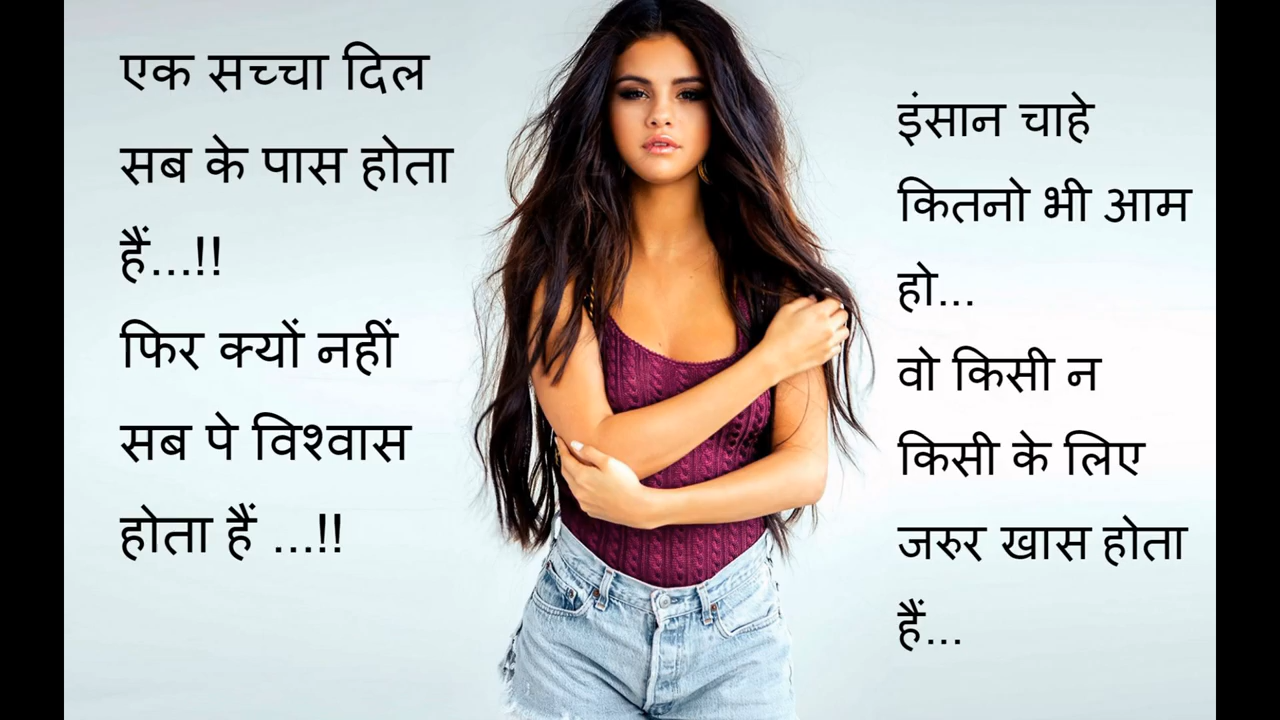 एक सच्चा दिल
सब के पास होता
हैं...!!
फिर क्यों नहीं
सब पे विश्वास
होता हैं ...!!
इंसान चाहे
कितनो भी आम
हो...
वो किसी न
किसी के लिए
जरुर खास होता
हैं...